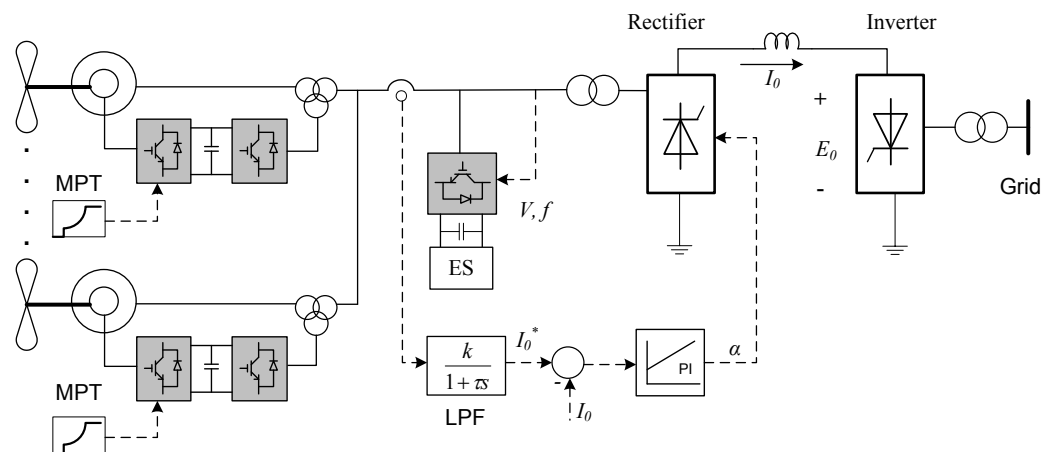 Rectifier
Inverter
I₀
+
E₀
-
Grid
MPT
V, f
ES
MPT
k
1 + τs
LPF
I₀*
-
I₀
PI
α